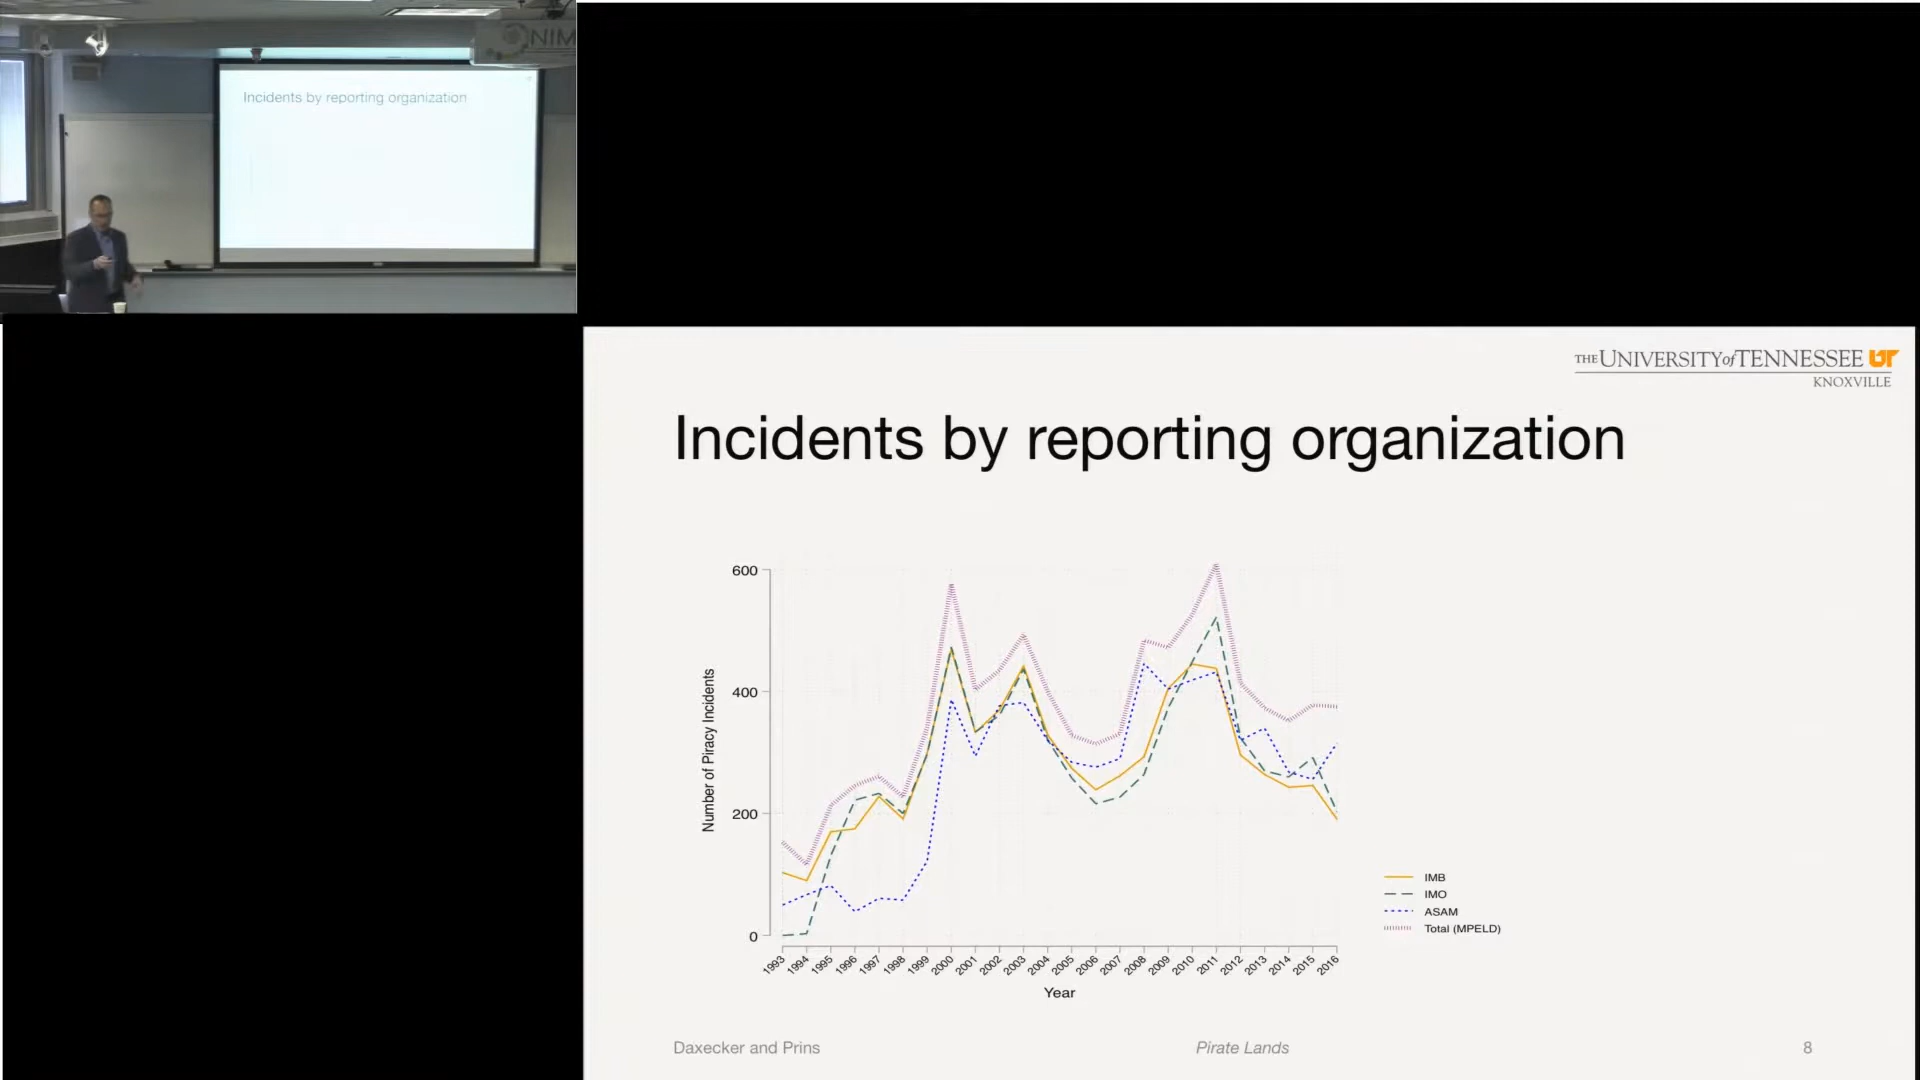 NIM
Incidents by reporting organization
THE UNIVERSITY of TENNESSEE UT
KNOXVILLE
Incidents by reporting organization
600
400
200
0
Number of Piracy Incidents
1993 1994 1995 1996 1997 1998 1999 2000 2001 2002 2003 2004 2005 2006 2007 2008 2009 2010 2011 2012 2013 2014 2015 2016
Year
IMB
IMO
ASAM
Total (MPELD)
Daxecker and Prins
Pirate Lands
8